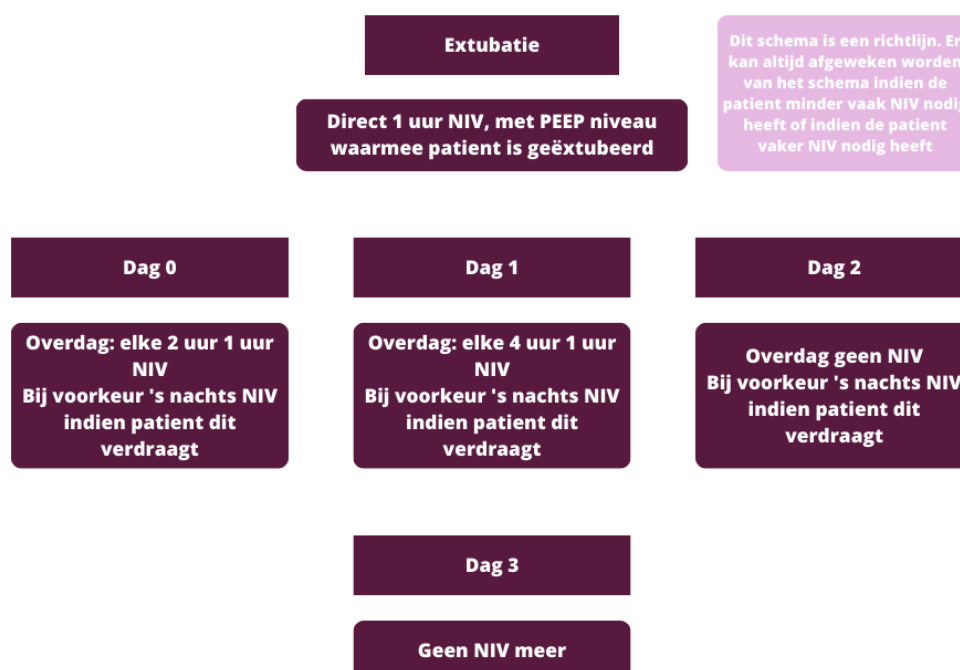 Extubatie
Direct 1 uur NIV, met PEEP niveau
waarmee patient is geëxtubeerd
Dit schema is een richtlijn. Er
kan altijd afgeweken worden
van het schema indien de
patient minder vaak NIV nodig
heeft of indien de patient
vaker NIV nodig heeft
Dag 0
Overdag: elke 2 uur 1 uur
NIV
Bij voorkeur 's nachts NIV
indien patient dit
verdraagt
Dag 1
Overdag: elke 4 uur 1 uur
NIV
Bij voorkeur 's nachts NIV
indien patient dit
verdraagt
Dag 2
Overdag geen NIV
Bij voorkeur 's nachts NIV
indien patient dit
verdraagt
Dag 3
Geen NIV meer